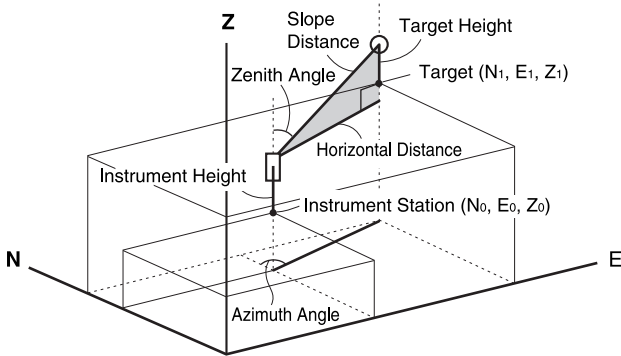 Z
Slope
Distance
Target Height
Zenith Angle
Target (N₁, E₁, Z₁)
Horizontal Distance
Instrument Height
Instrument Station (N₀, E₀, Z₀)
N
E
Azimuth Angle